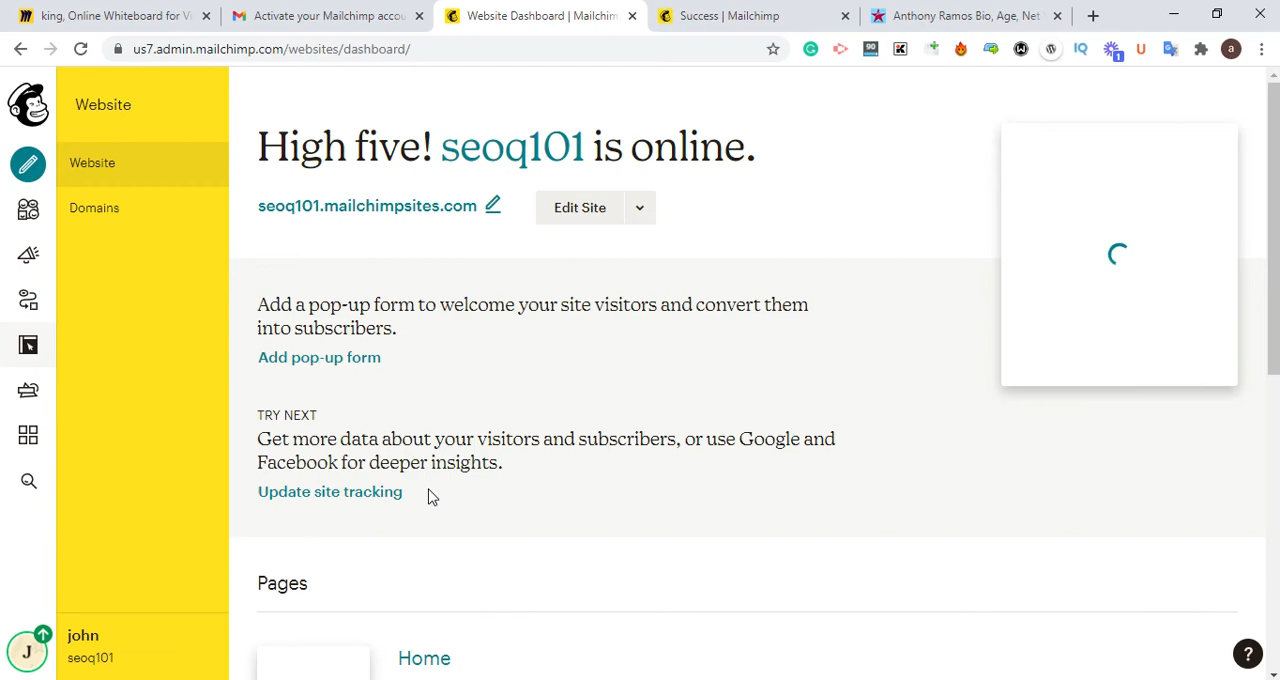 king, Online Whiteboard for Vi
Activate your Mailchimp accou
Website Dashboard | Mailchim
Success | Mailchimp
Anthony Ramos Bio, Age, Net
us7.admin.mailchimp.com/websites/dashboard/
90
IQ
1
U
a
Website
Website
Domains
High five! seoq101 is online.
seoq101.mailchimpsites.com
Edit Site
Add a pop-up form to welcome your site visitors and convert them
into subscribers.
Add pop-up form
TRY NEXT
Get more data about your visitors and subscribers, or use Google and
Facebook for deeper insights.
Update site tracking
Pages
Home
J
john
seoq101
?